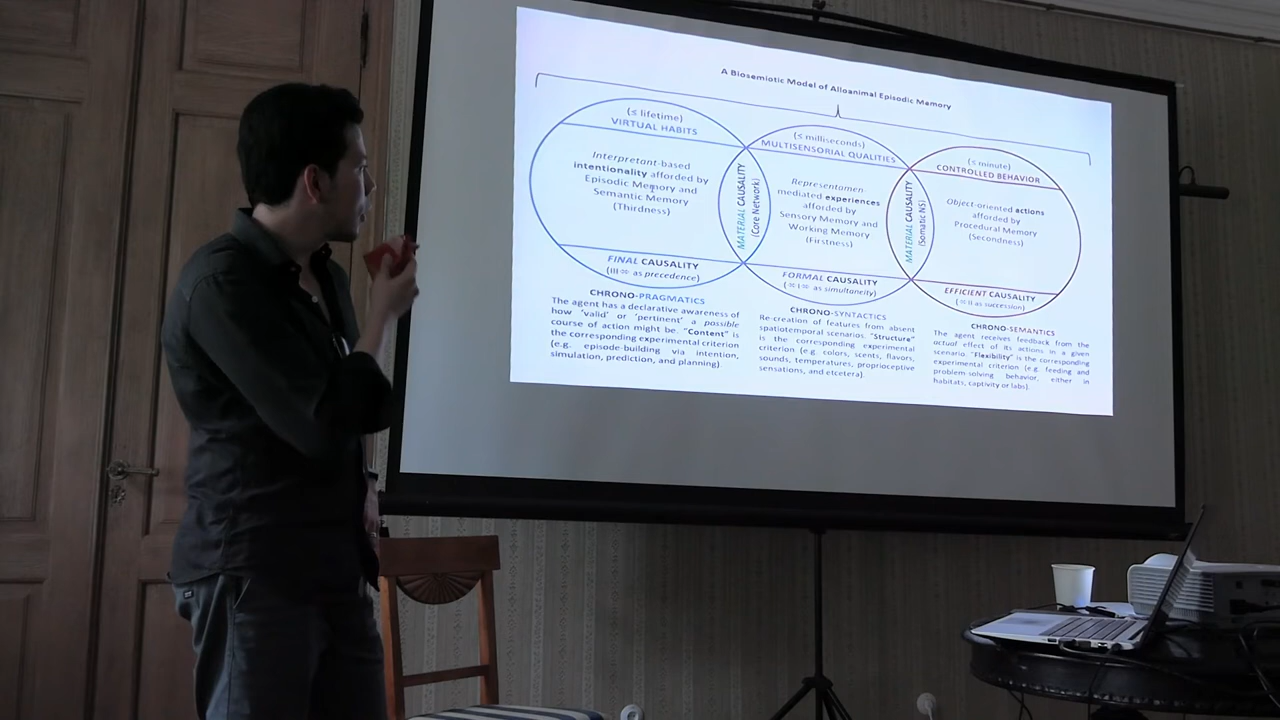 A Biosemiotic Model of Alloanimal Episodic Memory
(≤ lifetime)
VIRTUAL HABITS
Interpretant-based
intentionality afforded by
Episodic Memory and
Semantic Memory
(Thirdness)
FINAL CAUSALITY
as precedence)
MATERIAL CAUSALITY
(Core Network)
(≤ milliseconds)
MULTISENSORIAL QUALITIES
Representamen-
mediated experiences
afforded by
Sensory Memory and
Working Memory
(Firstness)
FORMAL CAUSALITY
as simultaneity)
MATERIAL CAUSALITY
(Somatic NS)
(≤ minute)
CONTROLLED BEHAVIOR
Object-oriented actions
afforded by
Procedural Memory
(Secondness)
EFFICIENT CAUSALITY
as succession)
CHRONO-PRAGMATICS
The agent has a declarative awareness of
how 'valid' or 'pertinent' a possible
course of action might be. "Content" is
the corresponding experimental criterion
(e.g. episode-building via intention,
simulation, prediction, and planning).
CHRONO-SYNTACTICS
Re-creation of features from absent
spatiotemporal scenarios. "Structure"
is the corresponding experimental
criterion (e.g. colors, scents, flavors,
sounds, temperatures, proprioceptive
sensations, and etcetera).
CHRONO-SEMANTICS
The agent receives feedback from the
actual effect of its actions in a given
scenario. "Flexibility" is the corresponding
experimental criterion (e.g. feeding and
problem-solving behavior, either in
habitats, captivity or labs).